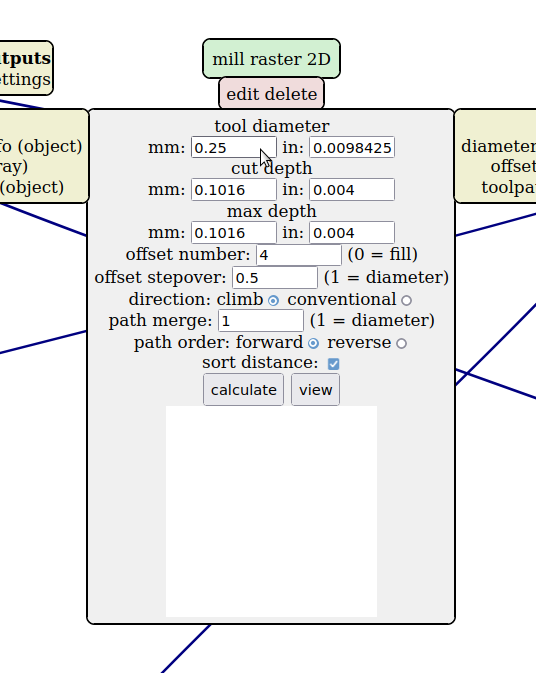 mill raster 2D
edit delete
tputs
ettings
tool diameter
mm: 0.25 in: 0.0098425
cut depth
mm: 0.1016 in: 0.004
max depth
mm: 0.1016 in: 0.004
offset number: 4 (0 = fill)
offset stepover: 0.5 (1 = diameter)
direction: climb conventional
path merge: 1 (1 = diameter)
path order: forward reverse
sort distance:
calculate view
fo (object)
ray)
(object)
diameter
offset
toolpa